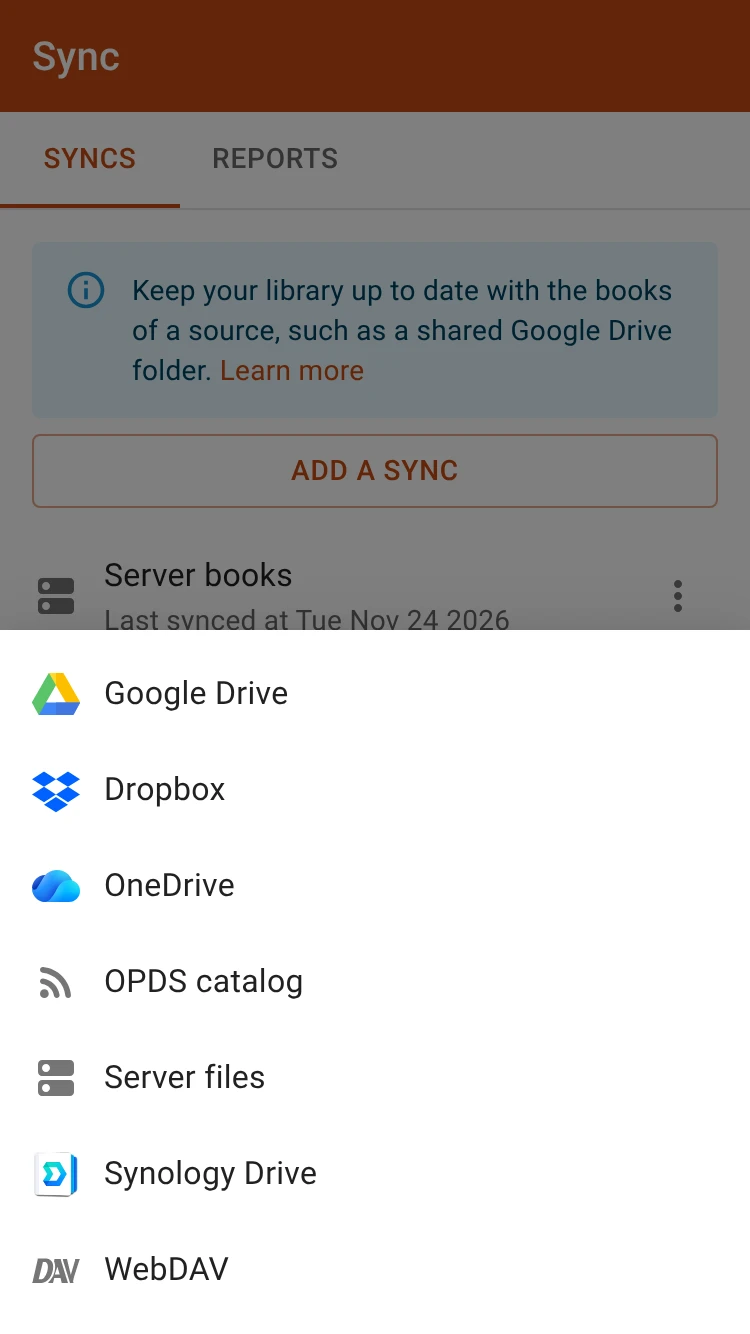 Sync
SYNCS
REPORTS
Keep your library up to date with the books
of a source, such as a shared Google Drive
folder. Learn more
ADD A SYNC
Server books
Last synced at Tue Nov 24 2026
Google Drive
Dropbox
OneDrive
OPDS catalog
Server files
Synology Drive
DAV WebDAV